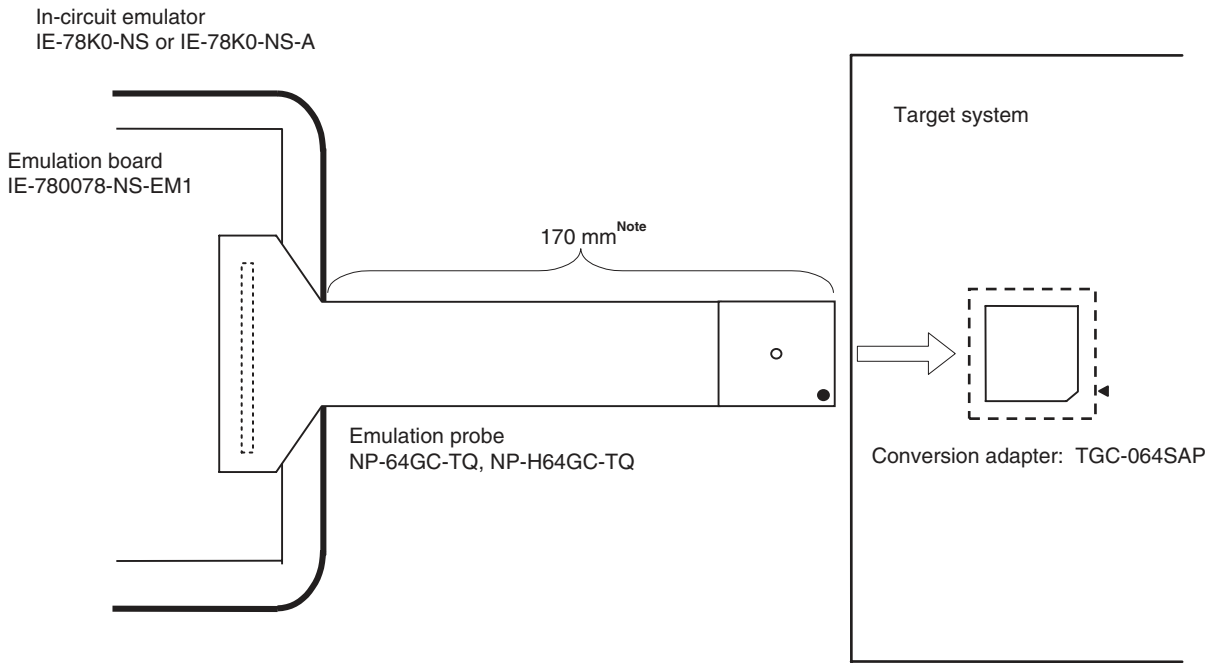 In-circuit emulator
IE-78K0-NS or IE-78K0-NS-A
Target system
Emulation board
IE-780078-NS-EM1
170 mmNote
Emulation probe
NP-64GC-TQ, NP-H64GC-TQ
Conversion adapter: TGC-064SAP